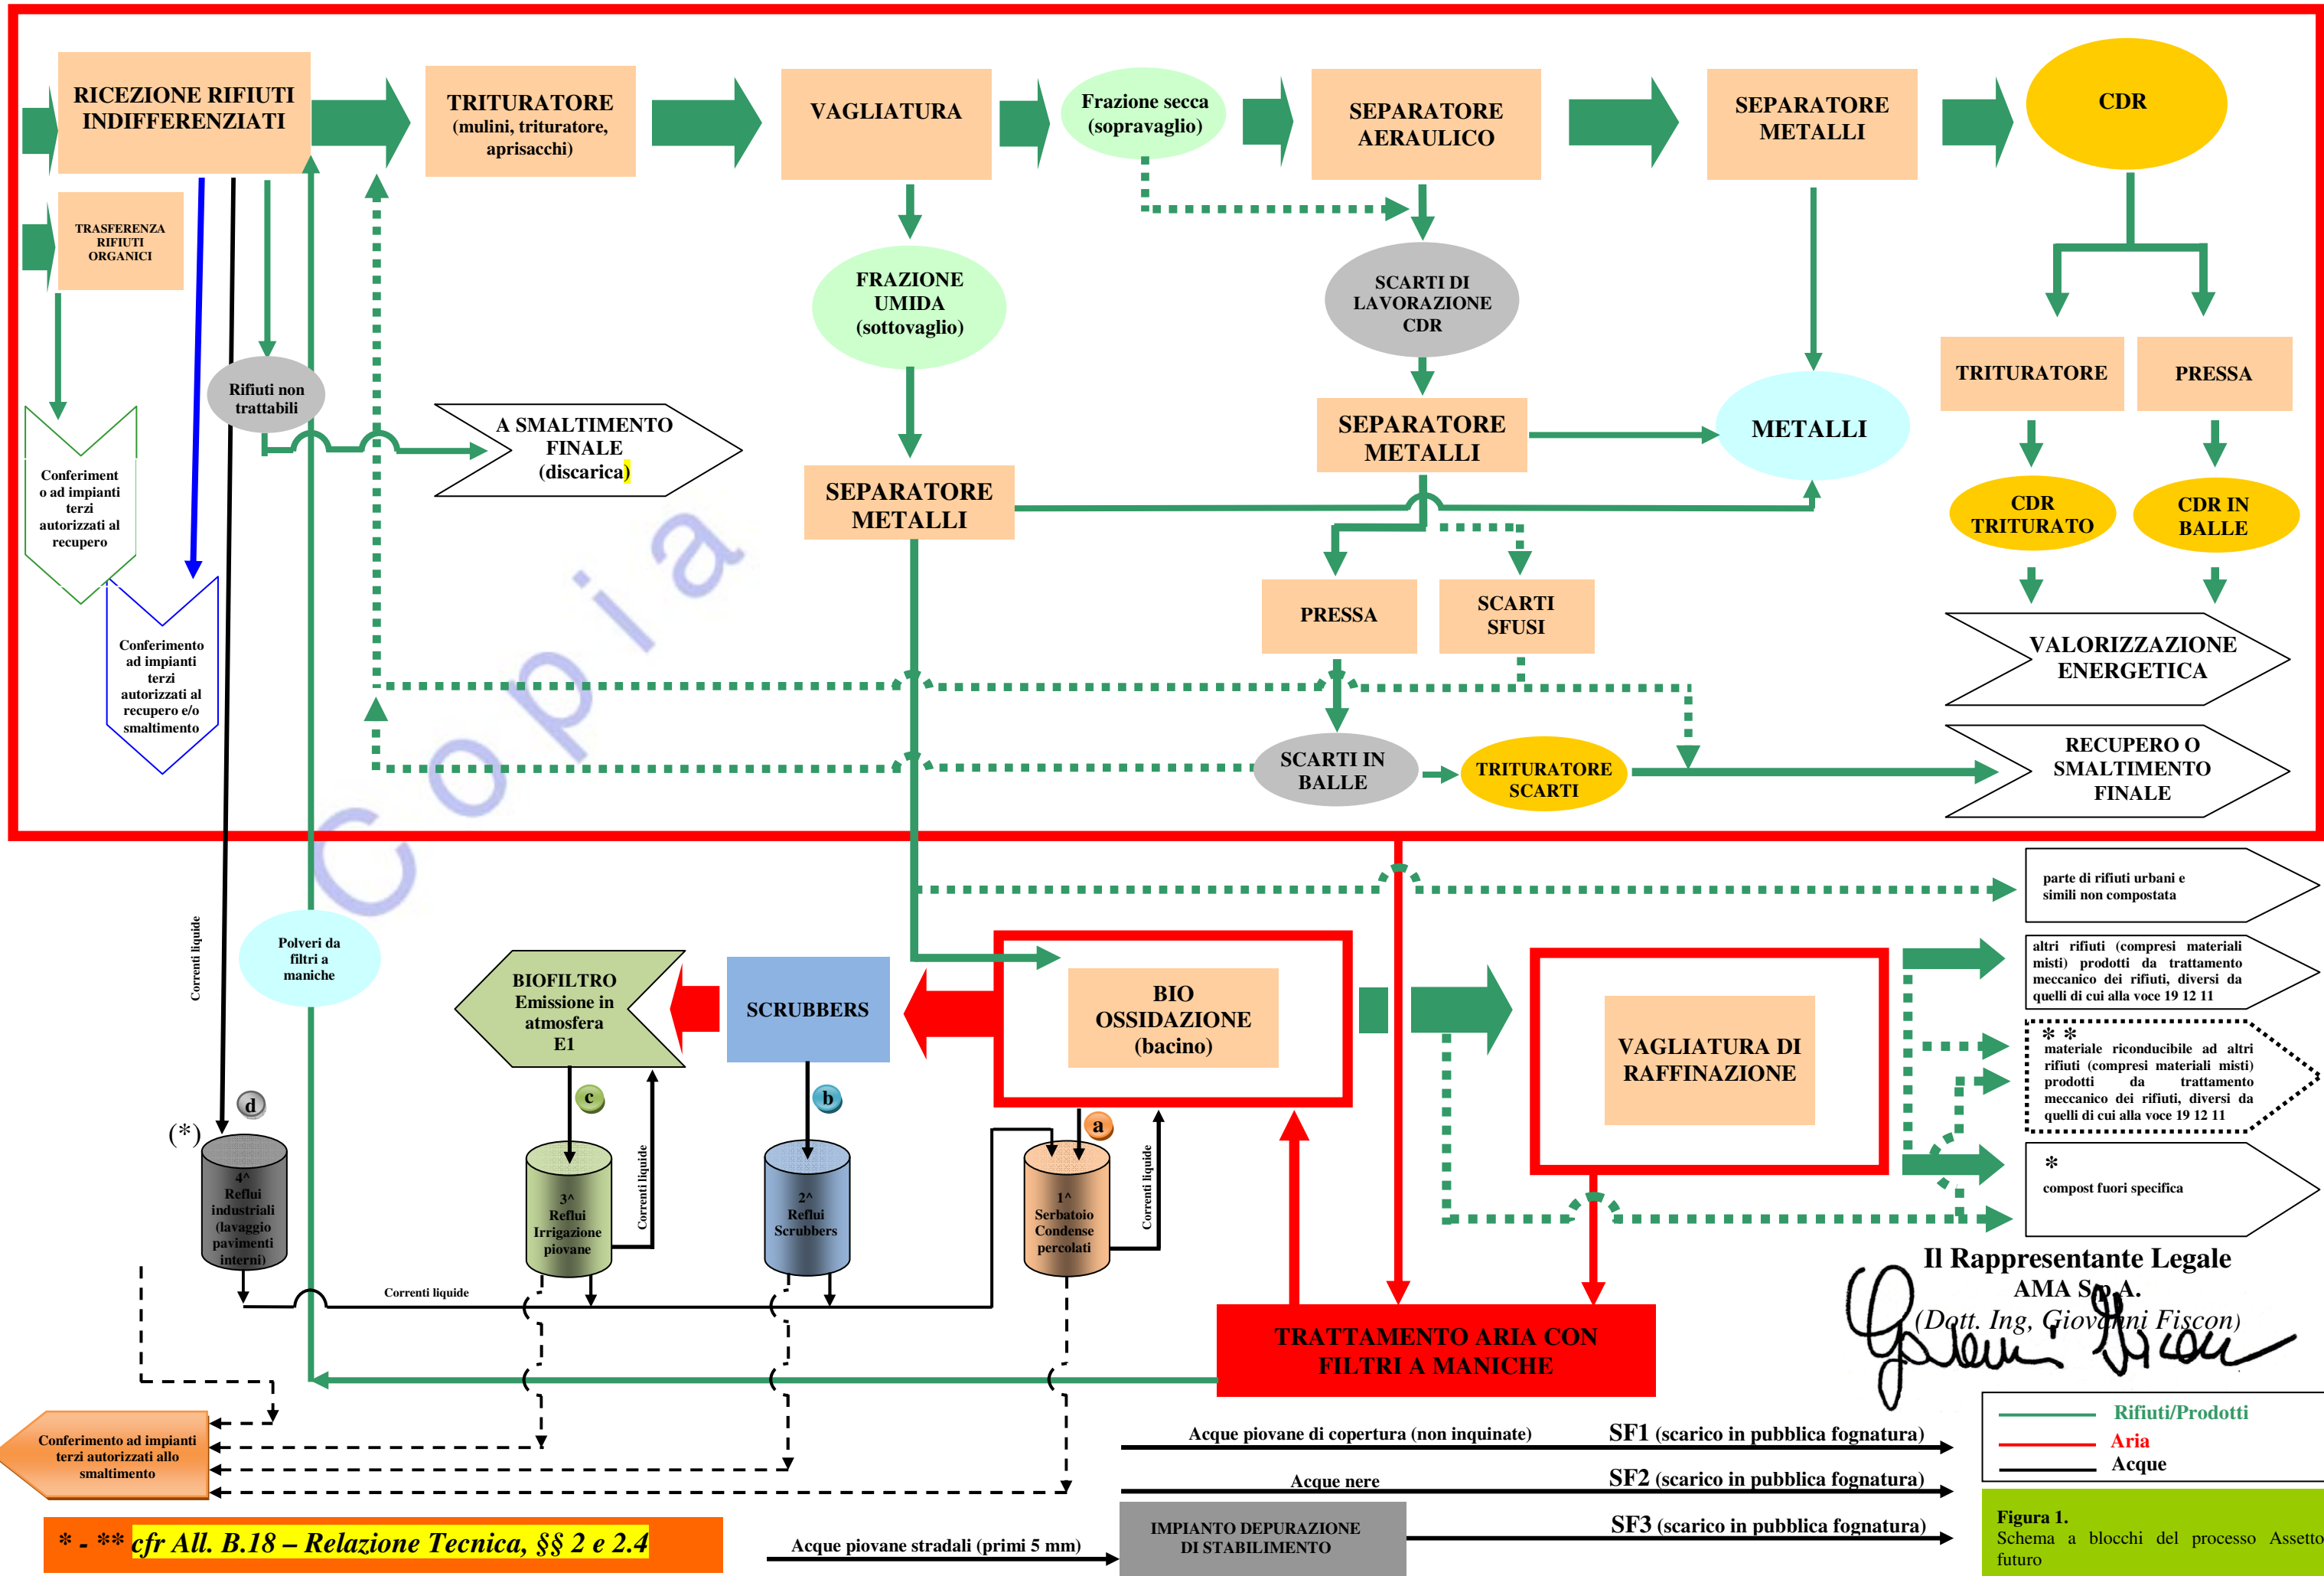 RICEZIONE RIFIUTI
INDIFFERENZIATI
TRITURATORE
(mulini, trituratore,
aprisacchi)
VAGLIATURA
Frazione secca
(sopravaglio)
SEPARATORE
AERAULICO
SEPARATORE
METALLI
CDR
TRASFERENZA
RIFIUTI
ORGANICI
FRAZIONE
UMIDA
(sottovaglio)
SCARTI DI
LAVORAZIONE
CDR
TRITURATORE
PRESSA
Rifiuti non
trattabili
A SMALTIMENTO
FINALE
(discarica)
SEPARATORE
METALLI
METALLI
Conferiment
o ad impianti
terzi
autorizzati al
recupero
SEPARATORE
METALLI
CDR
TRITURATO
CDR IN
BALLE
Conferimento
ad impianti
terzi
autorizzati al
recupero e/o
smaltimento
PRESSA
SCARTI
SFUSI
VALORIZZAZIONE
ENERGETICA
SCARTI IN
BALLE
TRITURATORE
SCARTI
RECUPERO O
SMALTIMENTO
FINALE
Copia
parte di rifiuti urbani e
simili non compostata
Correnti liquide
Polveri da
filtri a
maniche
BIOFILTRO
Emissione in
atmosfera
E1
SCRUBBERS
BIO
OSSIDAZIONE
(bacino)
VAGLIATURA DI
RAFFINAZIONE
altri rifiuti (compresi materiali
misti) prodotti da trattamento
meccanico dei rifiuti, diversi da
quelli di cui alla voce 19 12 11
* *
materiale riconducibile ad altri
rifiuti (compresi materiali misti)
prodotti da trattamento
meccanico dei rifiuti, diversi da
quelli di cui alla voce 19 12 11
*
compost fuori specifica
d
c
b
a
(*)
4^
Reflui
industriali
(lavaggio
pavimenti
interni)
3^
Reflui
Irrigazione
piovane
Correnti liquide
2^
Reflui
Scrubbers
1^
Serbatoio
Condense
percolati
Correnti liquide
Correnti liquide
Il Rappresentante Legale
AMA S.p.A.
(Dott. Ing, Giovanni Fiscon)
Giovanni Fiscon
TRATTAMENTO ARIA CON
FILTRI A MANICHE
Conferimento ad impianti
terzi autorizzati allo
smaltimento
Acque piovane di copertura (non inquinate) SF1 (scarico in pubblica fognatura)
Acque nere SF2 (scarico in pubblica fognatura)
Acque piovane stradali (primi 5 mm)
IMPIANTO DEPURAZIONE
DI STABILIMENTO
SF3 (scarico in pubblica fognatura)
Rifiuti/Prodotti
Aria
Acque
* - ** cfr All. B.18 – Relazione Tecnica, §§ 2 e 2.4
Figura 1.
Schema a blocchi del processo Assetto
futuro